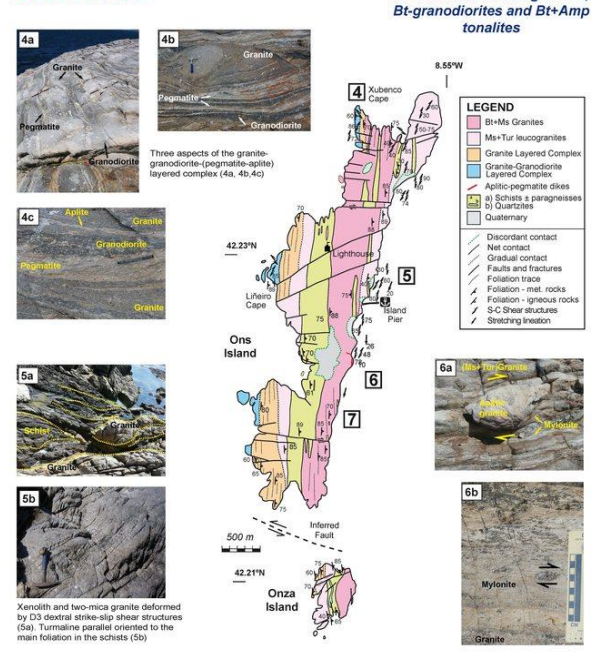 Bt-granodiorites and Bt+Amp
tonalites
4a
Granite
Pegmatite
Granodiorite
4b
Granite
Pegmatite
Granodiorite
Three aspects of the granite-
granodiorite-(pegmatite-aplite)
layered complex (4a, 4b,4c)
4c
Aplite
Granite
Granodiorite
Pegmatite
Granite
5a
Granite
Schist
Granite
5b
Xenolith and two-mica granite deformed
by D3 dextral strike-slip shear structures
(5a). Turmaline parallel oriented to the
main foliation in the schists (5b)
8.55ºW
4
Xubenco
Cape
42.23ºN
Lighthouse
Liñeiro
Cape
5
Island
Pier
Ons
Island
6
7
500 m
Inferred
Fault
42.21ºN
Onza
Island
LEGEND
Bt+Ms Granites
Ms+Tur leucogranites
Granite Layered Complex
Granite-Granodiorite
Layered Complex
Aplitic-pegmatite dikes
a) Schists ± paragneisses
b) Quartzites
Quaternary
Discordant contact
Net contact
Gradual contact
Faults and fractures
Foliation trace
Foliation - met. rocks
Foliation - igneous rocks
S-C Shear structures
Stretching lineation
6a
(Ms+Tur) Granite
granite
Mylonite
6b
Mylonite
Granite